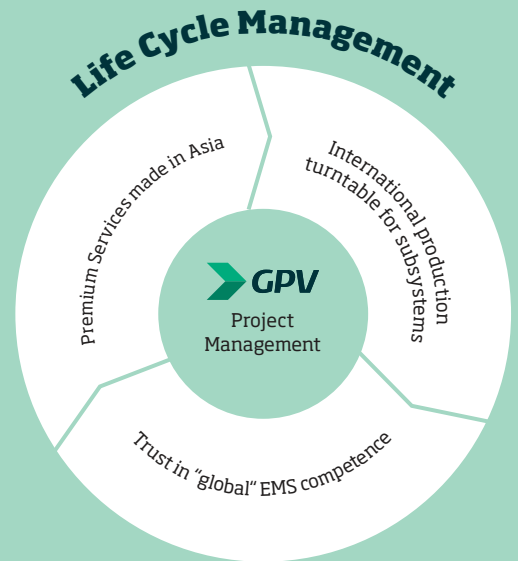 Life Cycle Management
Premium Services made in Asia
International production
turntable for subsystems
GPV
Project
Management
Trust in “global“ EMS competence